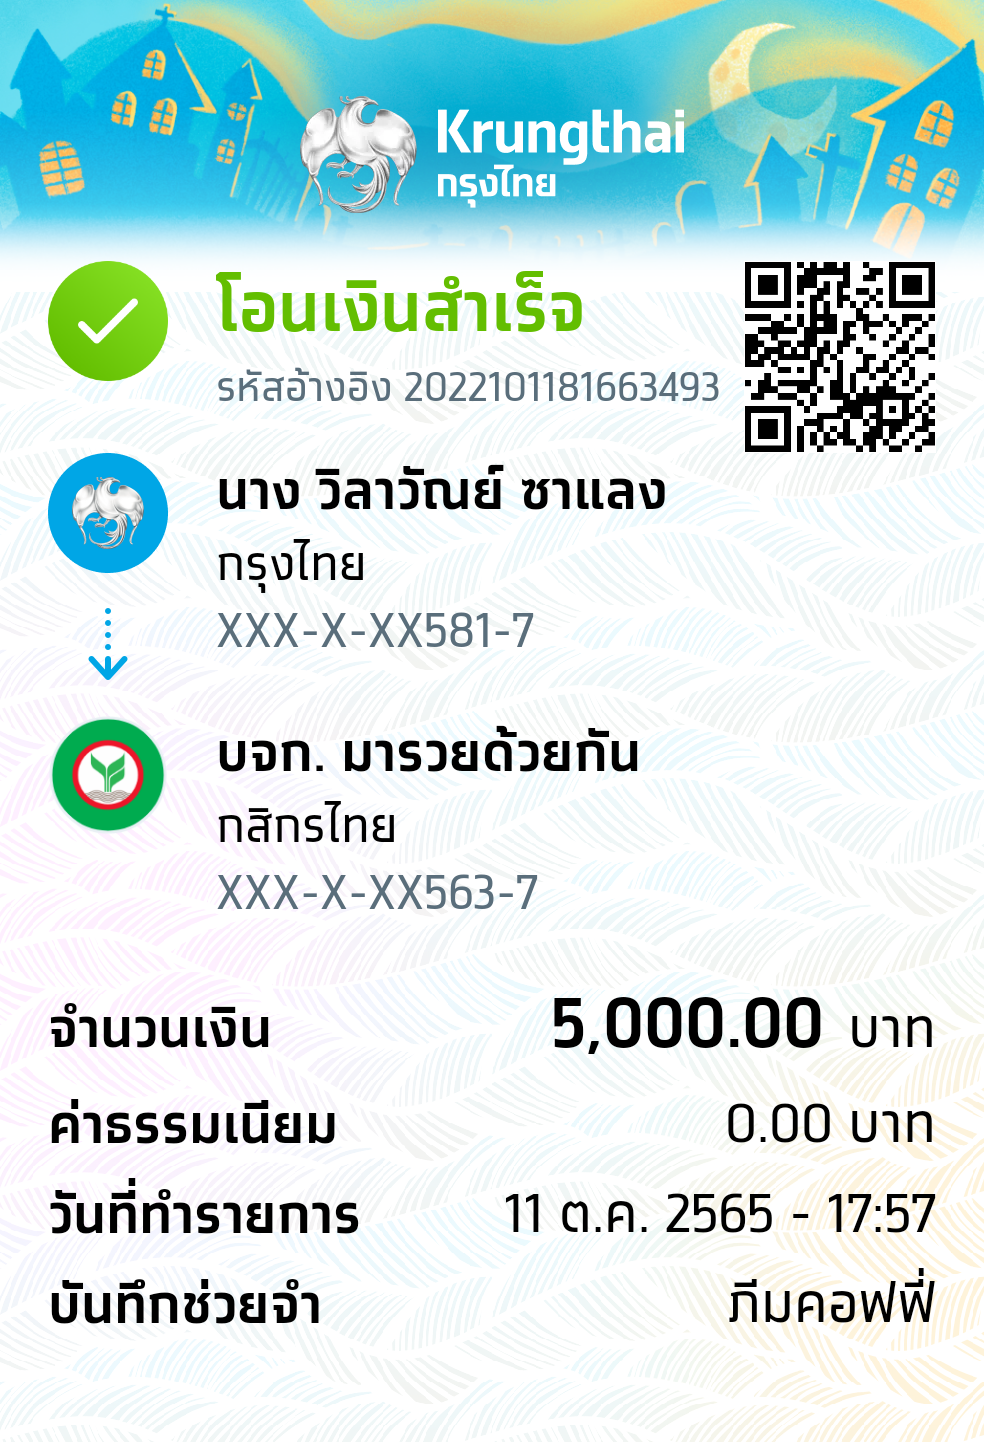 Krungthai
กรุงไทย
โอนเงินสำเร็จ
รหัสอ้างอิง 2022101181663493
นาง วิลาวัณย์ ซาแลง
กรุงไทย
XXX-X-XX581-7
บจก. มารวยด้วยกัน
กสิกรไทย
XXX-X-XX563-7
จำนวนเงิน 5,000.00 บาท
ค่าธรรมเนียม 0.00 บาท
วันที่ทำรายการ 11 ต.ค. 2565 - 17:57
บันทึกช่วยจำ ภีมคอฟฟี่